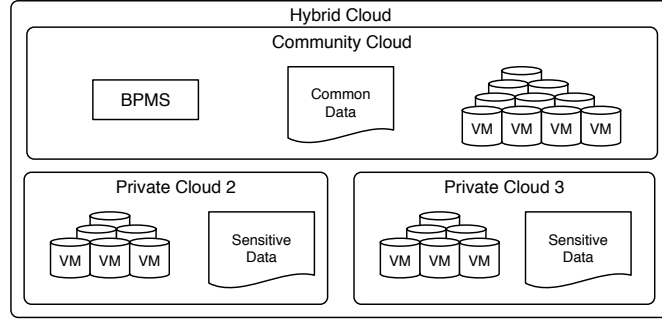 Hybrid Cloud
Community Cloud
BPMS
Common
Data
VM VM VM VM
Private Cloud 2
VM VM VM
Sensitive
Data
Private Cloud 3
VM VM VM
Sensitive
Data